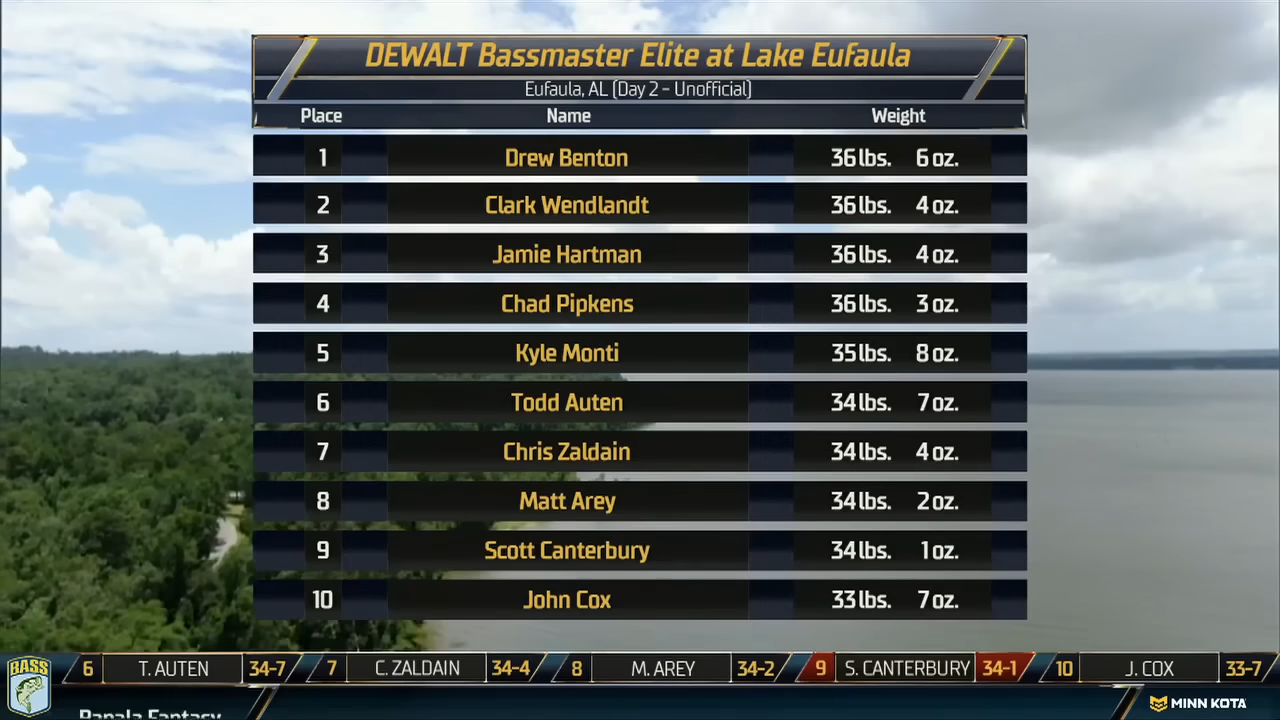 DEWALT Bassmaster Elite at Lake Eufaula
Eufaula, AL (Day 2 - Unofficial)
Place Name Weight
1 Drew Benton 36 lbs. 6 oz.
2 Clark Wendlandt 36 lbs. 4 oz.
3 Jamie Hartman 36 lbs. 4 oz.
4 Chad Pipkens 36 lbs. 3 oz.
5 Kyle Monti 35 lbs. 8 oz.
6 Todd Auten 34 lbs. 7 oz.
7 Chris Zaldain 34 lbs. 4 oz.
8 Matt Arey 34 lbs. 2 oz.
9 Scott Canterbury 34 lbs. 1 oz.
10 John Cox 33 lbs. 7 oz.
BASS 6 T. AUTEN 34-7 7 C. ZALDAIN 34-4 8 M. AREY 34-2 9 S. CANTERBURY 34-1 10 J. COX 33-7
Rapala Fantasy
MINN KOTA